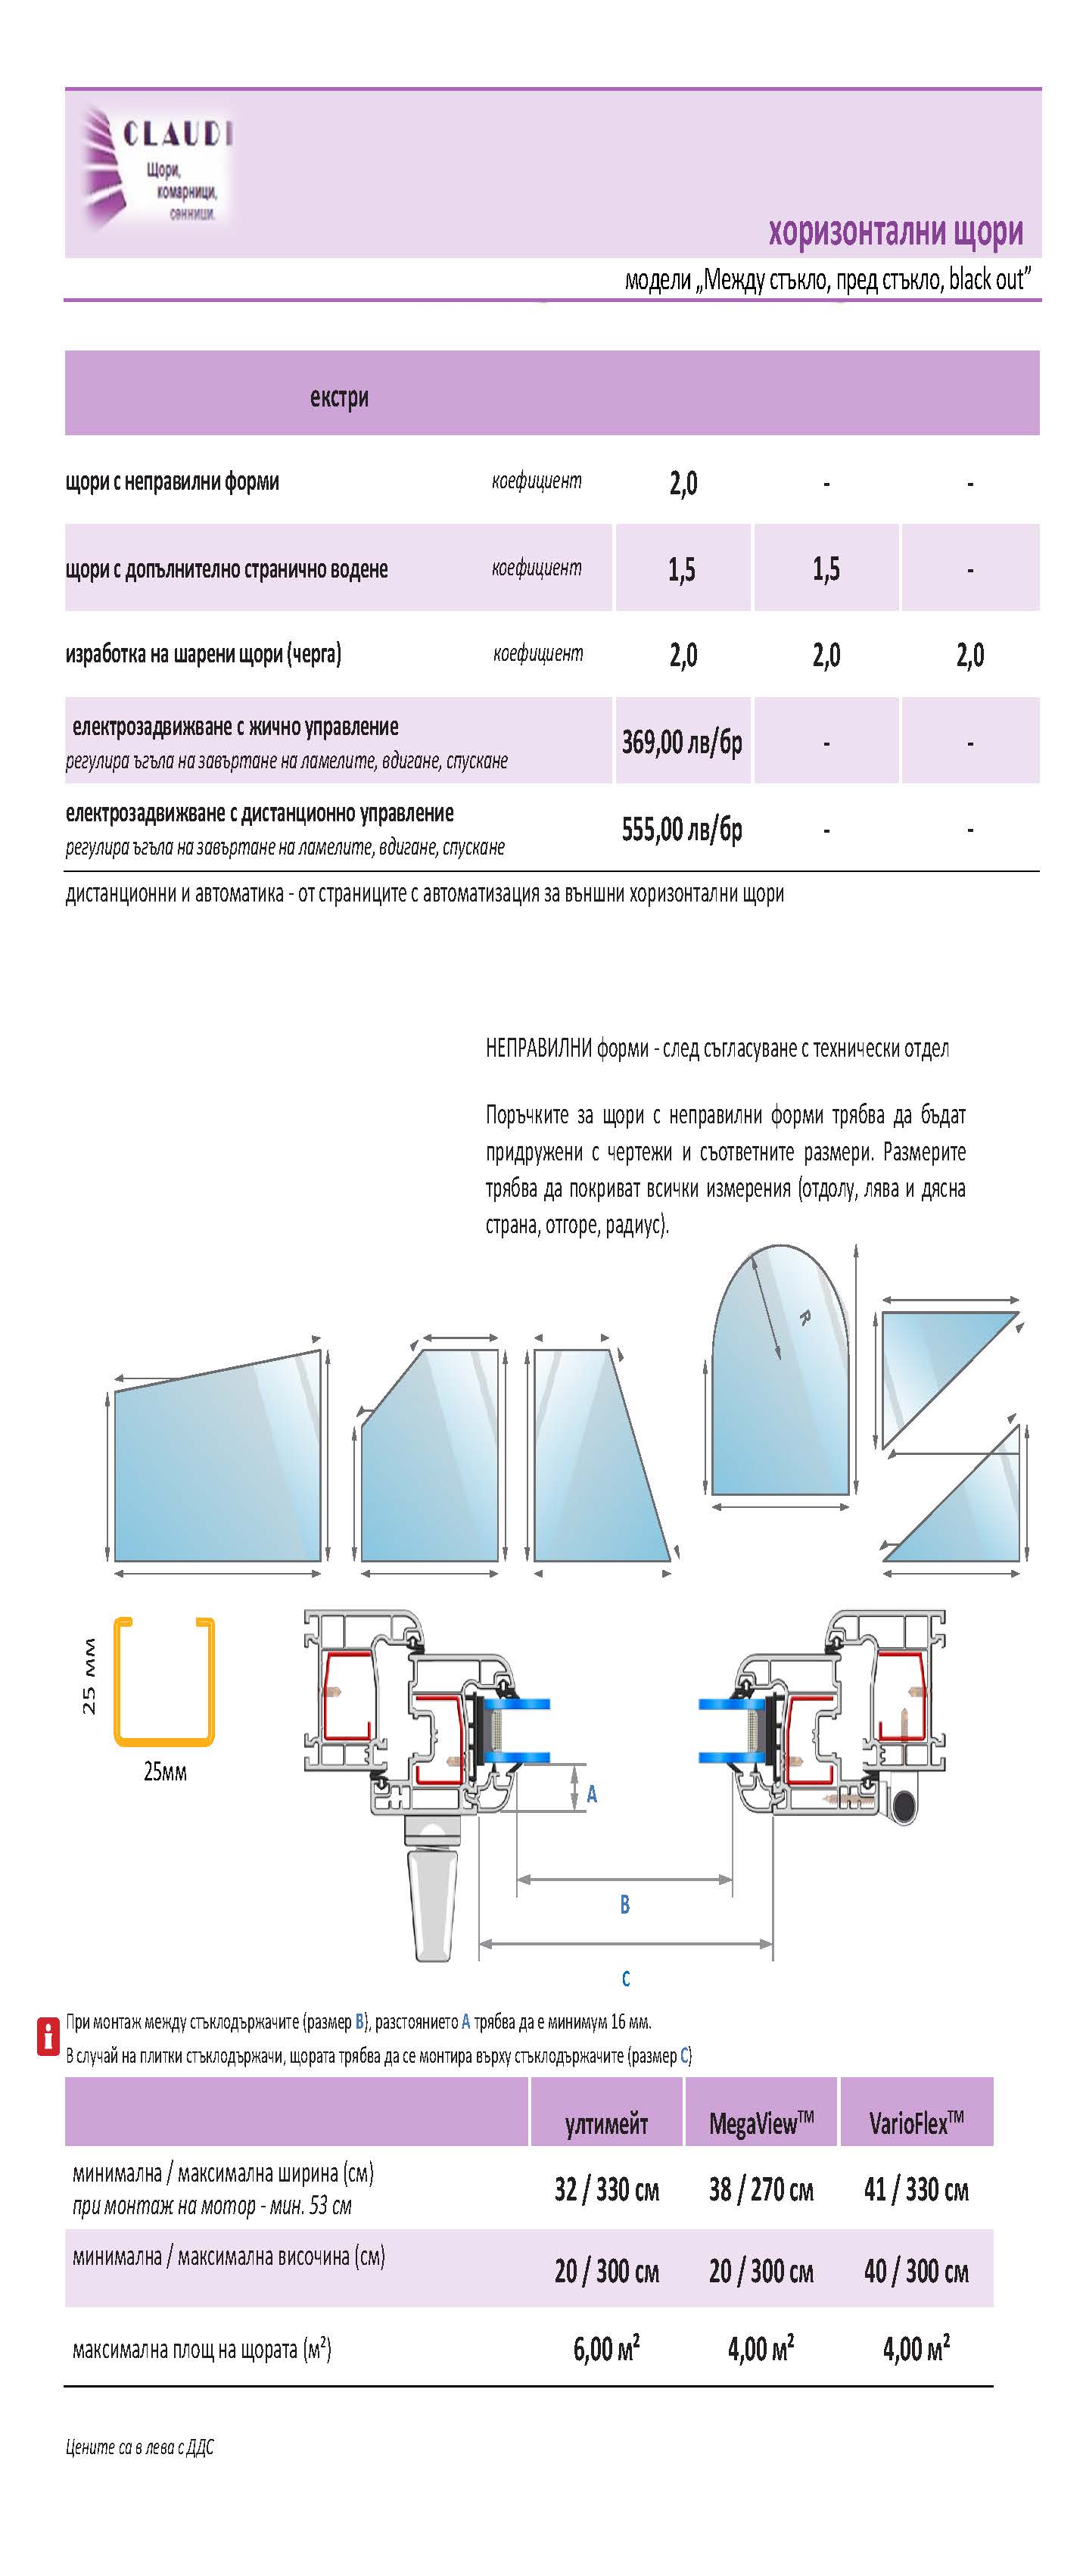 CLAUDI
Щори,
комарници,
сенници.
хоризонтални щори
модели „Между стъкло, пред стъкло, black out”
екстри
щори с неправилни форми коефициент 2,0 - -
щори с допълнително странично водене коефициент 1,5 1,5 -
изработка на шарени щори (черга) коефициент 2,0 2,0 2,0
електрозадвижване с жично управление
регулира ъгъла на завъртане на ламелите, вдигане, спускане 369,00 лв/бр - -
електрозадвижване с дистанционно управление
регулира ъгъла на завъртане на ламелите, вдигане, спускане 555,00 лв/бр - -
дистанционни и автоматика - от страниците с автоматизация за външни хоризонтални щори
НЕПРАВИЛНИ форми - след съгласуване с технически отдел
Поръчките за щори с неправилни форми трябва да бъдат
придружени с чертежи и съответните размери. Размерите
трябва да покриват всички измерения (отдолу, лява и дясна
страна, отгоре, радиус).
R
25 мм
25мм
A
B
C
При монтаж между стъклодържачите (размер B), разстоянието A трябва да е минимум 16 мм.
В случай на плитки стъклодържачи, щората трябва да се монтира върху стъклодържачите (размер C)
ултимейт MegaView™ VarioFlex™
минимална / максимална ширина (см)
при монтаж на мотор - мин. 53 см 32 / 330 см 38 / 270 см 41 / 330 см
минимална / максимална височина (см) 20 / 300 см 20 / 300 см 40 / 300 см
максимална площ на щората (м²) 6,00 м² 4,00 м² 4,00 м²
Цените са в лева с ДДС